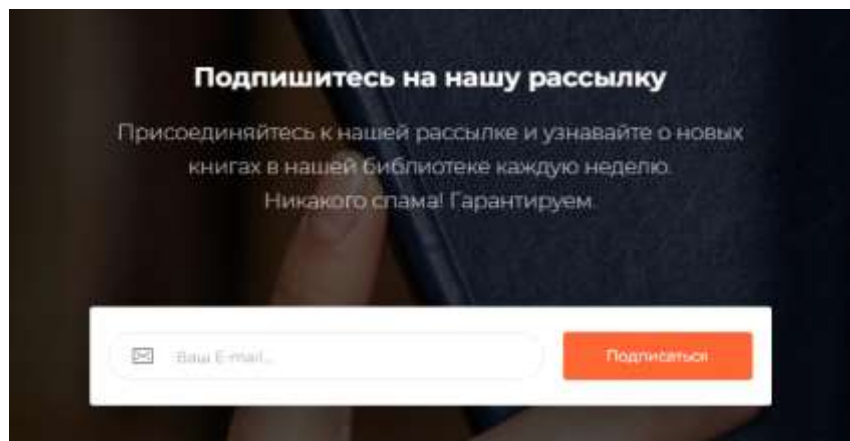 Подпишитесь на нашу рассылку
Присоединяйтесь к нашей рассылке и узнавайте о новых
книгах в нашей библиотеке каждую неделю.
Никакого спама! Гарантируем.
Ваш E-mail...
Подписаться